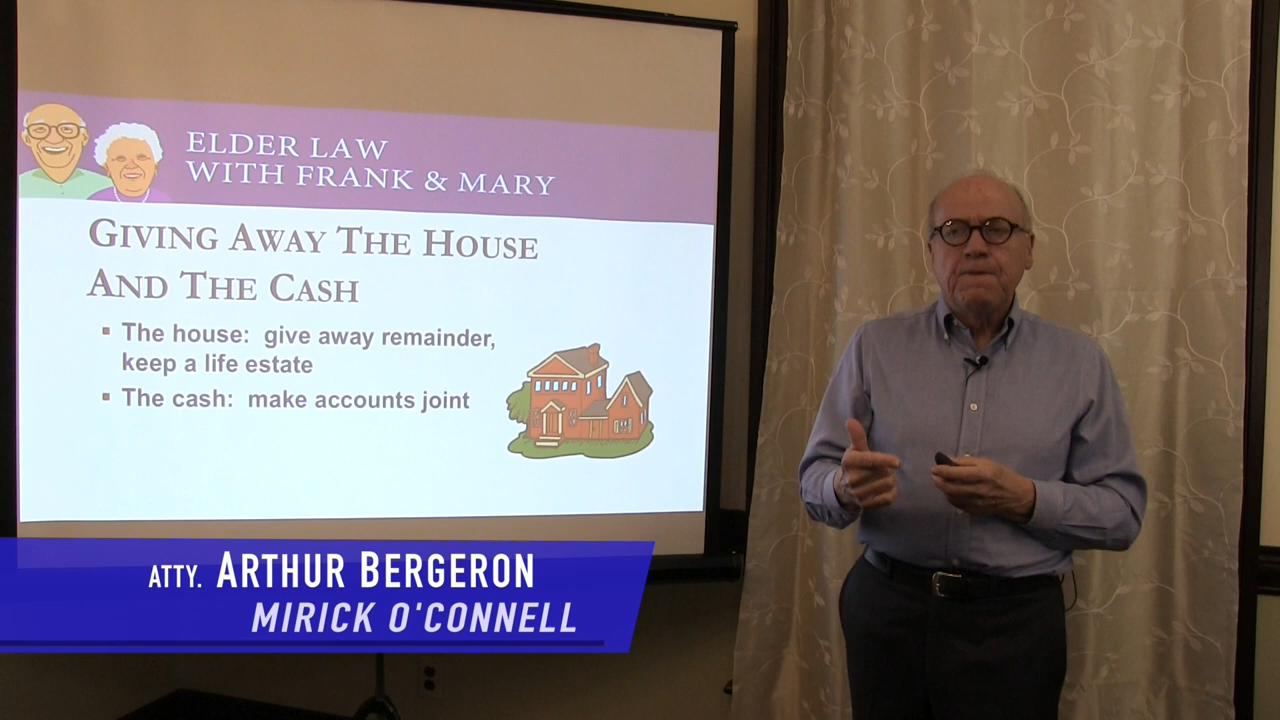 ELDER LAW
WITH FRANK & MARY
GIVING AWAY THE HOUSE
AND THE CASH
▪ The house: give away remainder,
keep a life estate
▪ The cash: make accounts joint
ATTY. ARTHUR BERGERON
MIRICK O'CONNELL